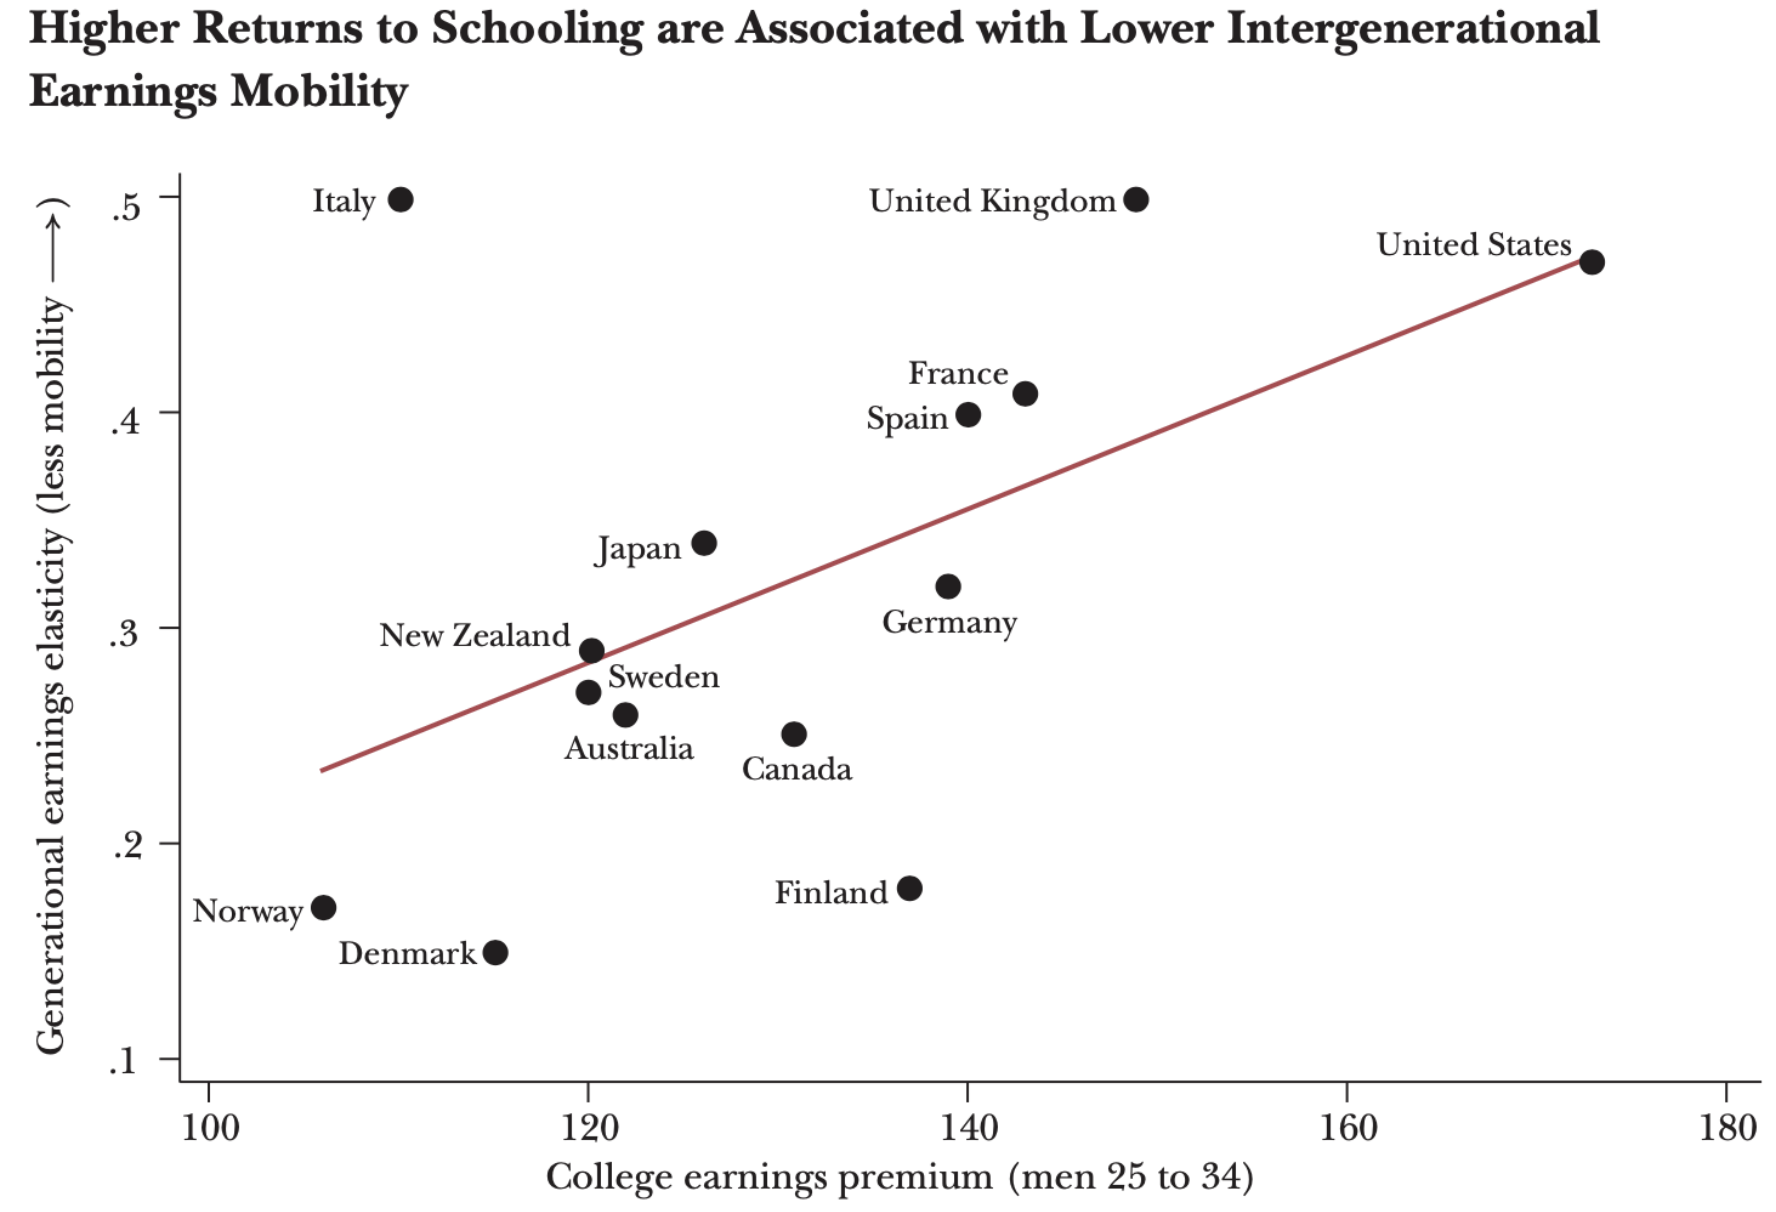 Higher Returns to Schooling are Associated with Lower Intergenerational
Earnings Mobility
Generational earnings elasticity (less mobility ⟶)
.5
.4
.3
.2
.1
Italy
United Kingdom
United States
France
Spain
Japan
Germany
New Zealand
Sweden
Australia
Canada
Finland
Norway
Denmark
100
120
140
160
180
College earnings premium (men 25 to 34)